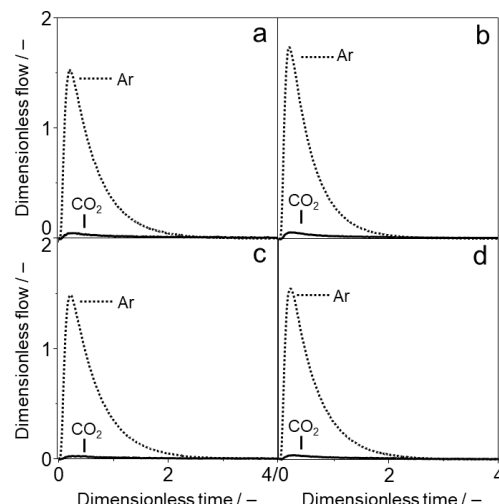 2
a
b
Dimensionless flow / –
Ar
Ar
1
CO₂
CO₂
0
2
c
d
Dimensionless flow / –
Ar
Ar
1
CO₂
CO₂
0
0
2
4/0
2
4
Dimensionless time / –
Dimensionless time / –